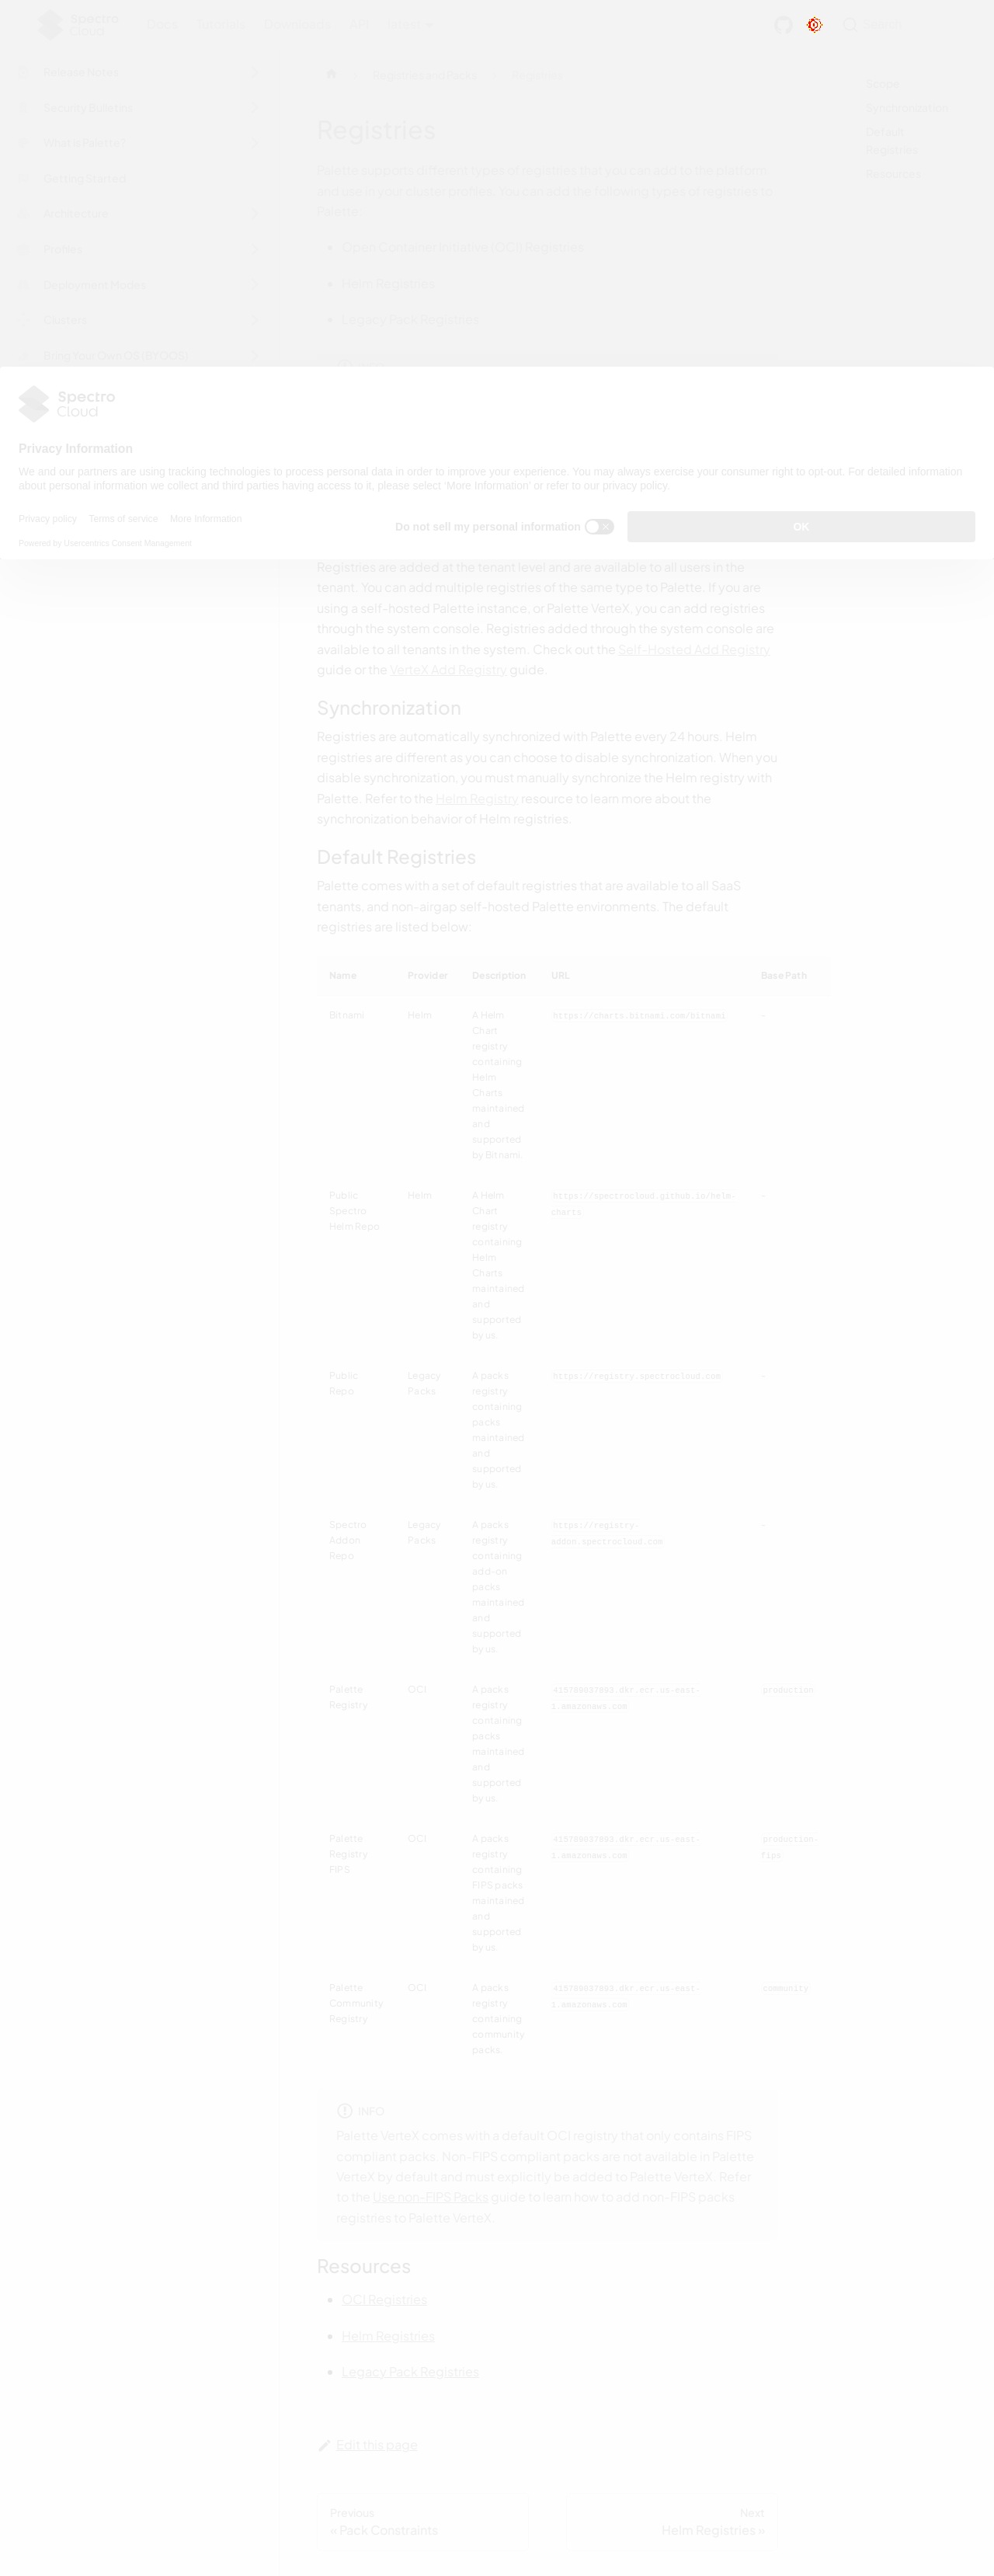 Spectro
Cloud
Docs
Tutorials
Downloads
API
Search
Release Notes
Security Bulletins
What is Palette?
Getting Started
Architecture
Profiles
Deployment Modes
Clusters
Bring Your Own OS (BYOOS)
Registries and Packs
Scope
Synchronization
Default
Registries
Resources
Registries
Palette supports different types of registries that you can add to the platform
Palette:
Open Container Initiative (OCI) Registries
Helm Registries
Legacy Pack Registries
Spectro
Cloud
Privacy Information
We and our partners are using tracking technologies to process personal data in order to improve your experience. You may always exercise your consumer right to opt-out. For detailed information
about personal information we collect and third parties having access to it, please select 'More Information' or refer to our privacy policy.
Privacy policy
Terms of service
More Information
Do not sell my personal information
OK
Powered by Usercentrics Consent Management
Registries are added at the tenant level and are available to all users in the
tenant. You can add multiple registries of the same type to Palette. If you are
using a self-hosted Palette instance, or Palette VerteX, you can add registries
through the system console. Registries added through the system console are
available to all tenants in the system. Check out the Self-Hosted Add Registry
guide or the VerteX Add Registry guide.
Synchronization
Registries are automatically synchronized with Palette every 24 hours. Helm
registries are different as you can choose to disable synchronization. When you
disable synchronization, you must manually synchronize the Helm registry with
Palette. Refer to the Helm Registry resource to learn more about the
synchronization behavior of Helm registries.
Default Registries
Palette comes with a set of default registries that are available to all SaaS
tenants, and non-airgap self-hosted Palette environments. The default
registries are listed below:
Name Provider Description URL Base Path
Bitnami Helm A Helm https://charts.bitnami.com/bitnami -
Chart
registry
containing
Helm
Charts
maintained
and
supported
by Bitnami
Public Helm A Helm https://spectrocloud.github.io/helm- -
Spectro Chart charts
Helm Repo registry
containing
Helm
Charts
maintained
and
supported
by us.
Public Legacy A packs https://registry.spectrocloud.com -
Repo Packs registry
containing
packs
maintained
and
supported
by us.
Spectro Legacy A packs https://registry- -
Addon Packs registry addon.spectrocloud.com
Repo containing
add-on
packs
maintained
and
supported
by us.
Palette OCI A packs 415789037893.dkr.ecr.us-east- production
Registry registry 1.amazonaws.com
containing
packs
maintained
and
supported
by us.
Palette OCI A packs 415789037893.dkr.ecr.us-east- production-
Registry registry 1.amazonaws.com fips
FIPS containing
FIPS packs
maintained
and
supported
by us.
Palette OCI A packs 415789037893.dkr.ecr.us-east- community
Community registry 1.amazonaws.com
Registry containing
community
packs.
INFO
Palette VerteX comes with a default OCI registry that only contains FIPS
compliant packs. Non-FIPS compliant packs are not available in Palette
VerteX by default and must explicitly be added to Palette VerteX. Refer
to the Use non-FIPS Packs guide to learn how to add non-FIPS packs
registries to Palette VerteX.
Resources
OCI Registries
Helm Registries
Legacy Pack Registries
Edit this page
Previous
« Pack Constraints
Next
Helm Registries »